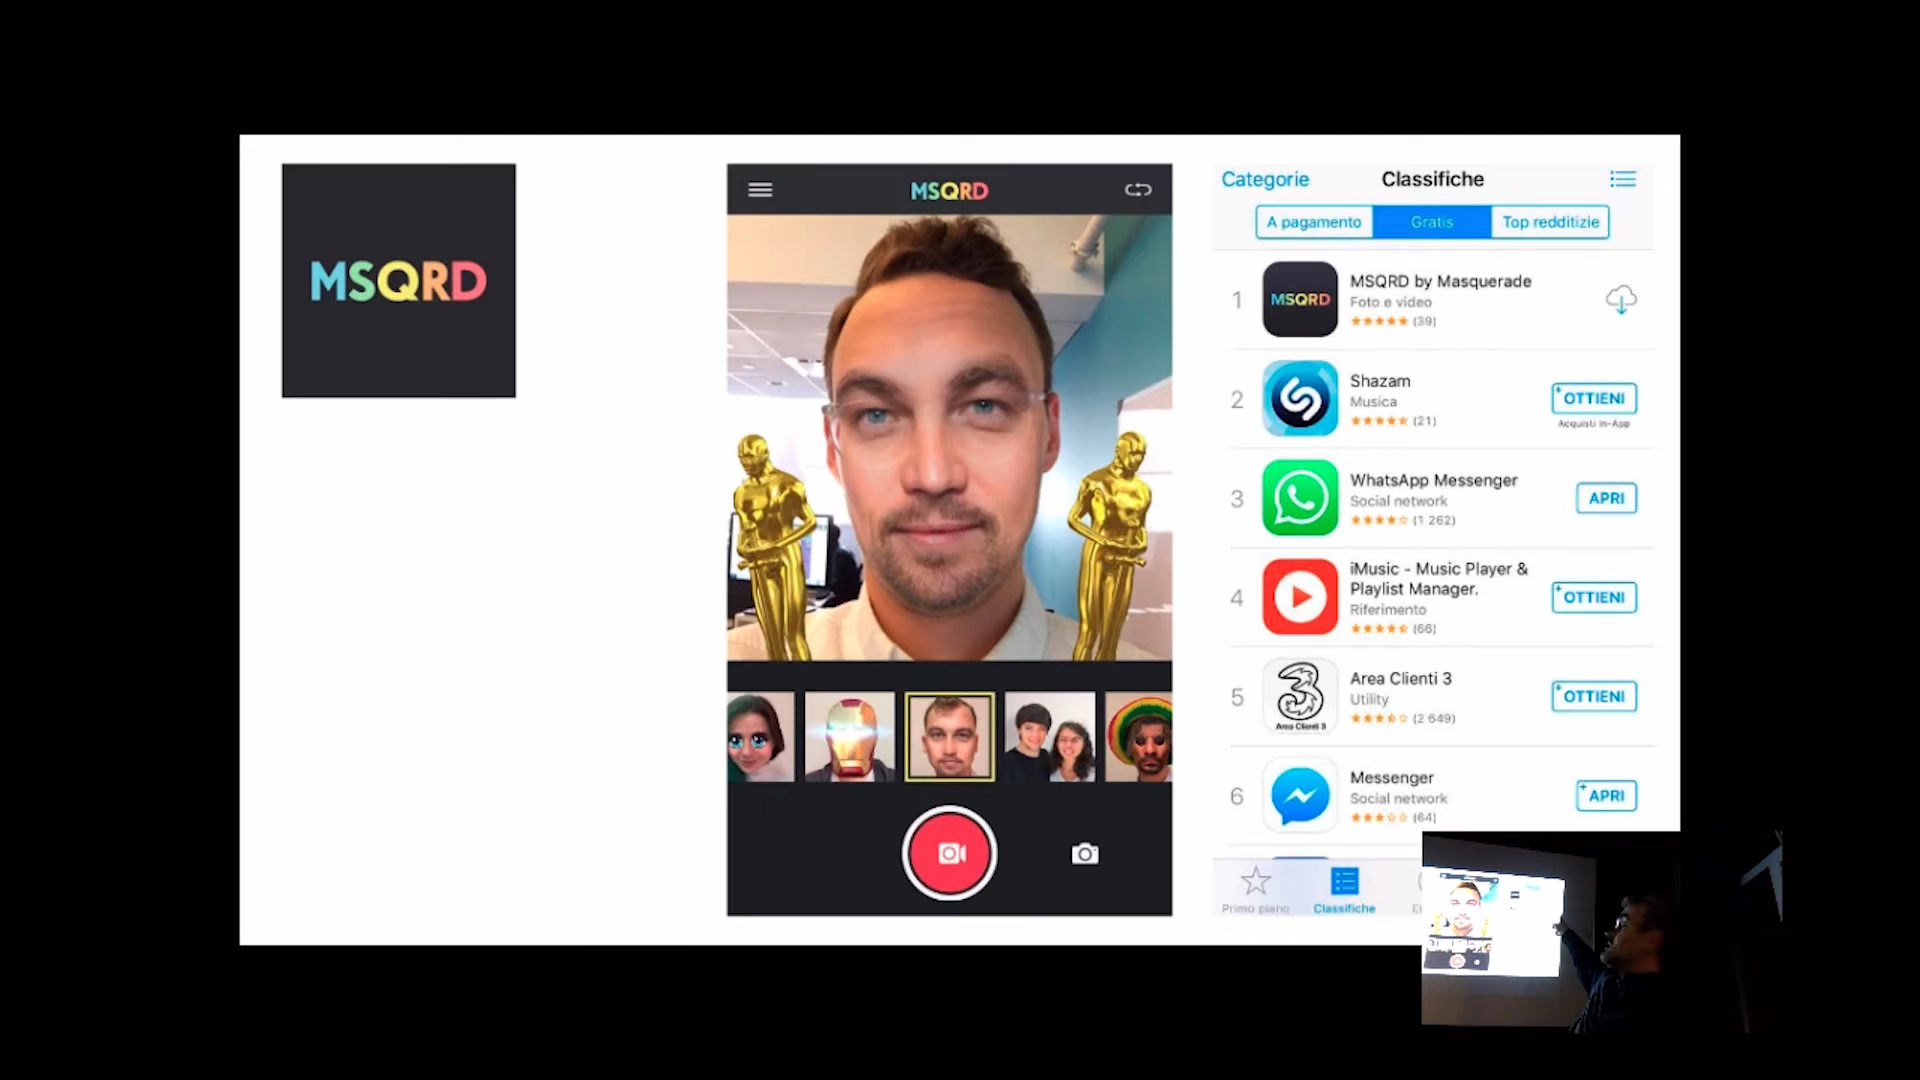 MSQRD
MSQRD
Categorie
Classifiche
A pagamento
Gratis
Top redditizie
1
MSQRD
MSQRD by Masquerade
Foto e video
(39)
2
Shazam
Musica
(21)
OTTIENI
Acquisti In-App
3
WhatsApp Messenger
Social network
(1 262)
APRI
4
iMusic - Music Player &
Playlist Manager.
Riferimento
(66)
OTTIENI
5
Area Clienti 3
Area Clienti 3
Utility
(2 649)
OTTIENI
6
Messenger
Social network
(64)
APRI
Primo piano
Classifiche